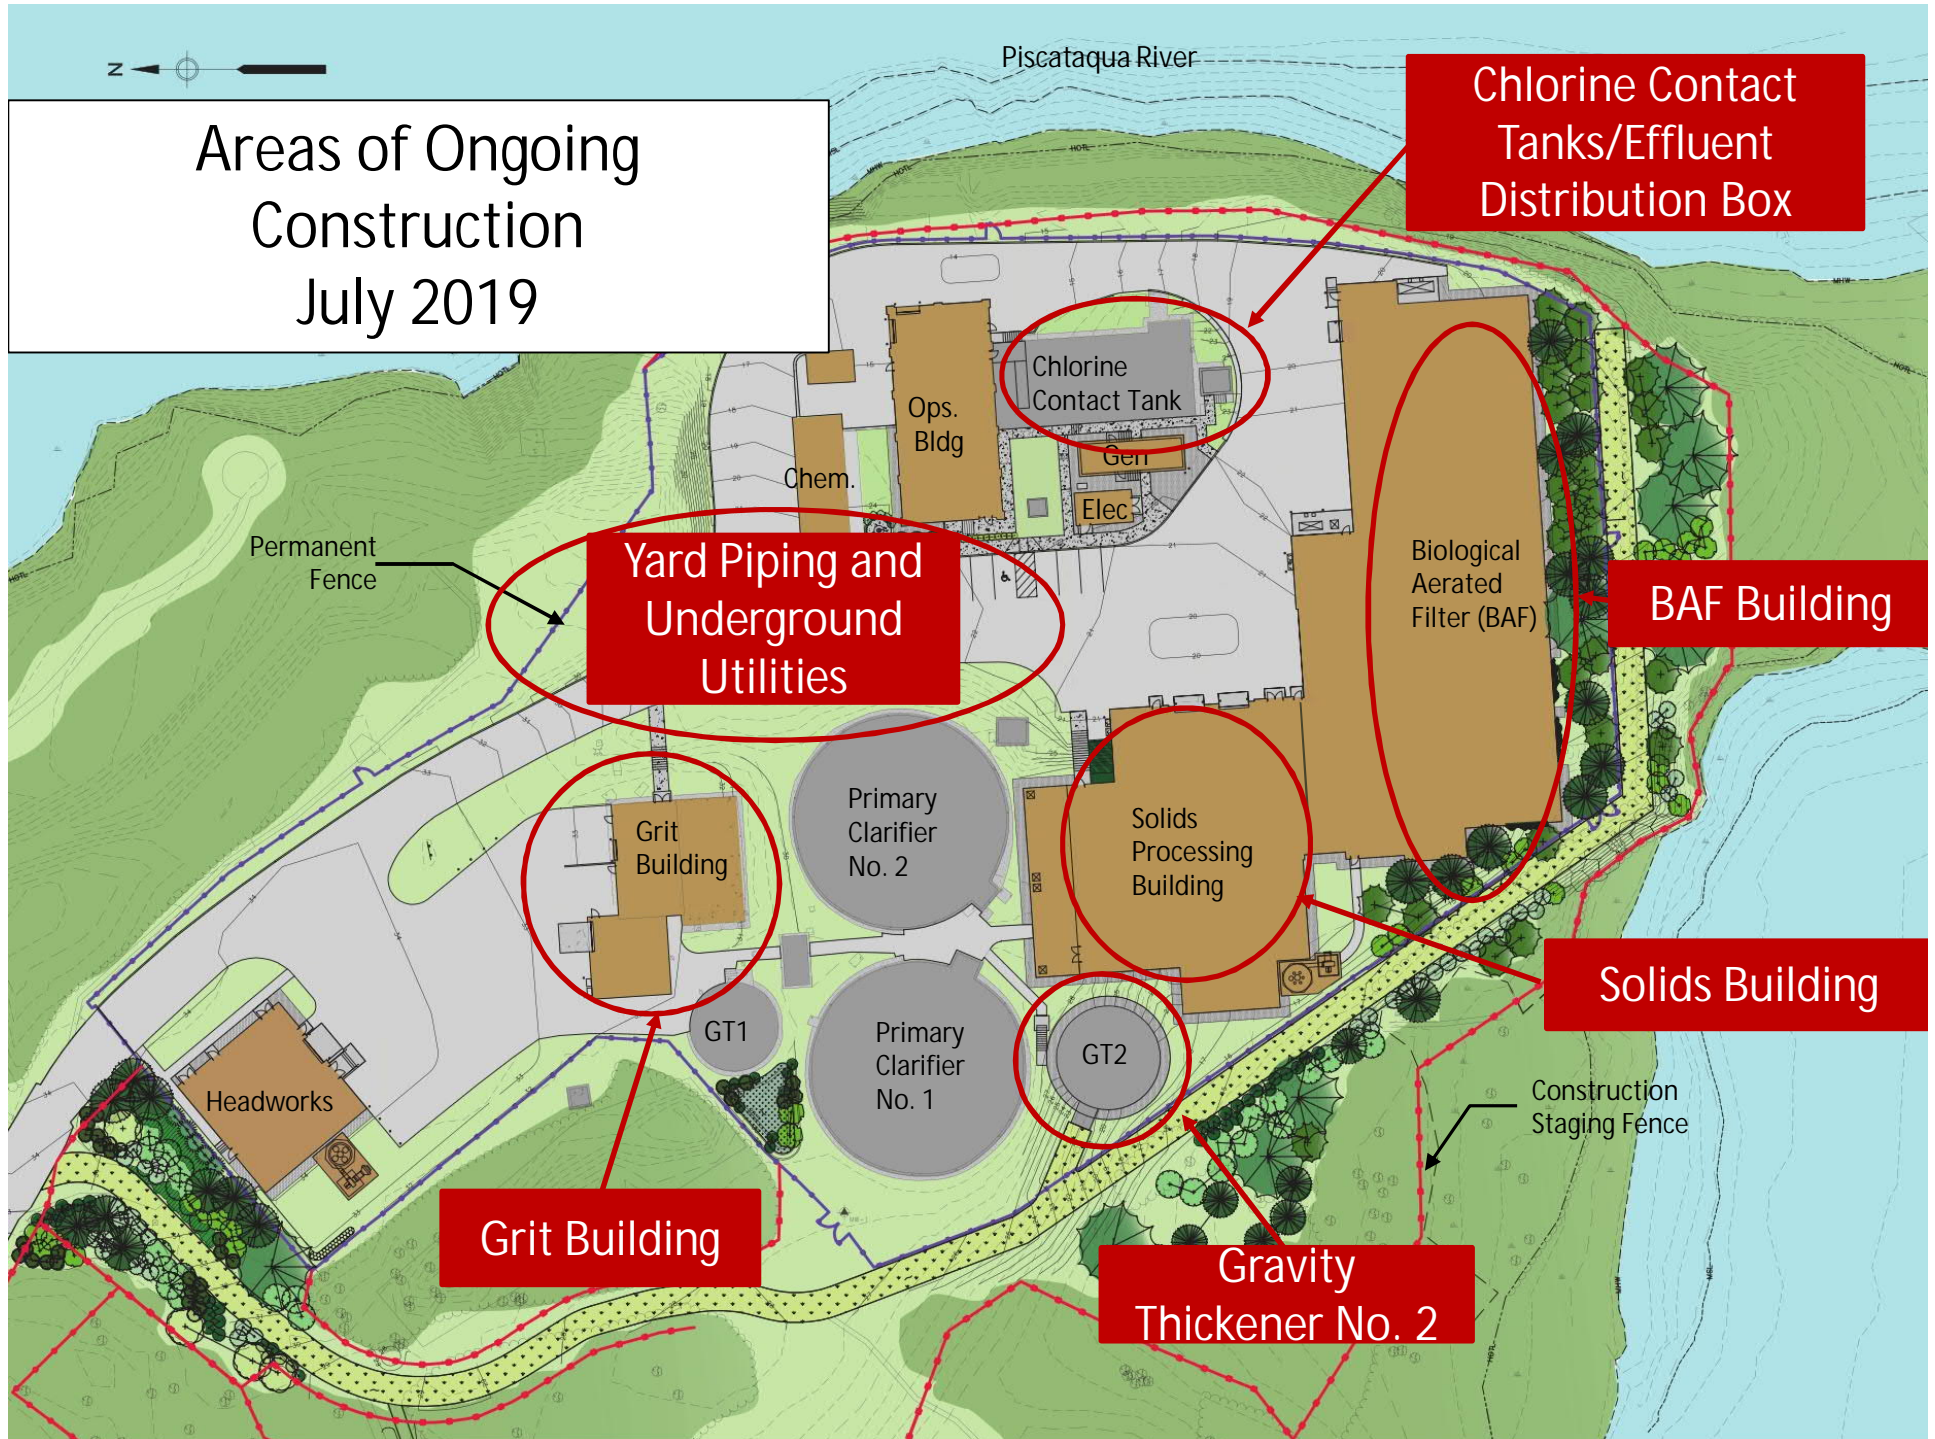 N
Piscataqua River
Areas of Ongoing
Construction
July 2019
Chlorine Contact
Tanks/Effluent
Distribution Box
Chlorine
Contact Tank
Ops.
Bldg
Gen
Chem.
Elec
Permanent
Fence
Yard Piping and
Underground
Utilities
Biological
Aerated
Filter (BAF)
BAF Building
Primary
Clarifier
No. 2
Grit
Building
Solids
Processing
Building
Solids Building
GT1
Primary
Clarifier
No. 1
GT2
Headworks
Construction
Staging Fence
Grit Building
Gravity
Thickener No. 2